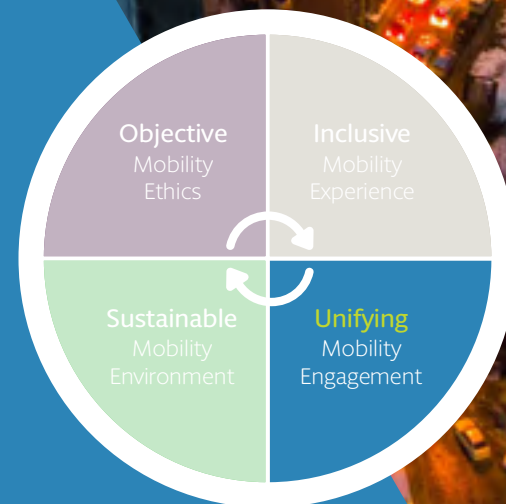 Objective
Mobility
Ethics
Inclusive
Mobility
Experience
Sustainable
Mobility
Environment
Unifying
Mobility
Engagement